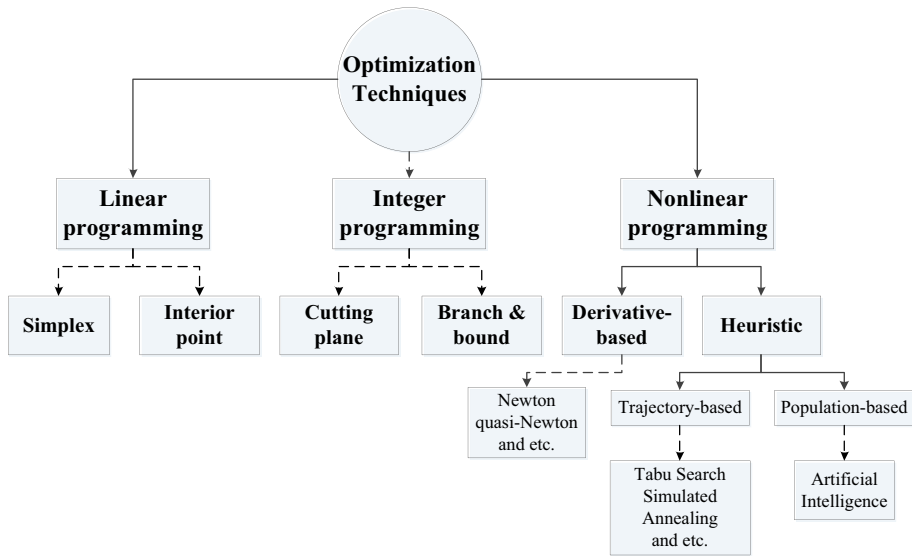 Optimization
Techniques
Linear
programming
Integer
programming
Nonlinear
programming
Simplex
Interior
point
Cutting
plane
Branch &
bound
Derivative-
based
Heuristic
Newton
quasi-Newton
and etc.
Trajectory-based
Population-based
Tabu Search
Simulated
Annealing
and etc.
Artificial
Intelligence